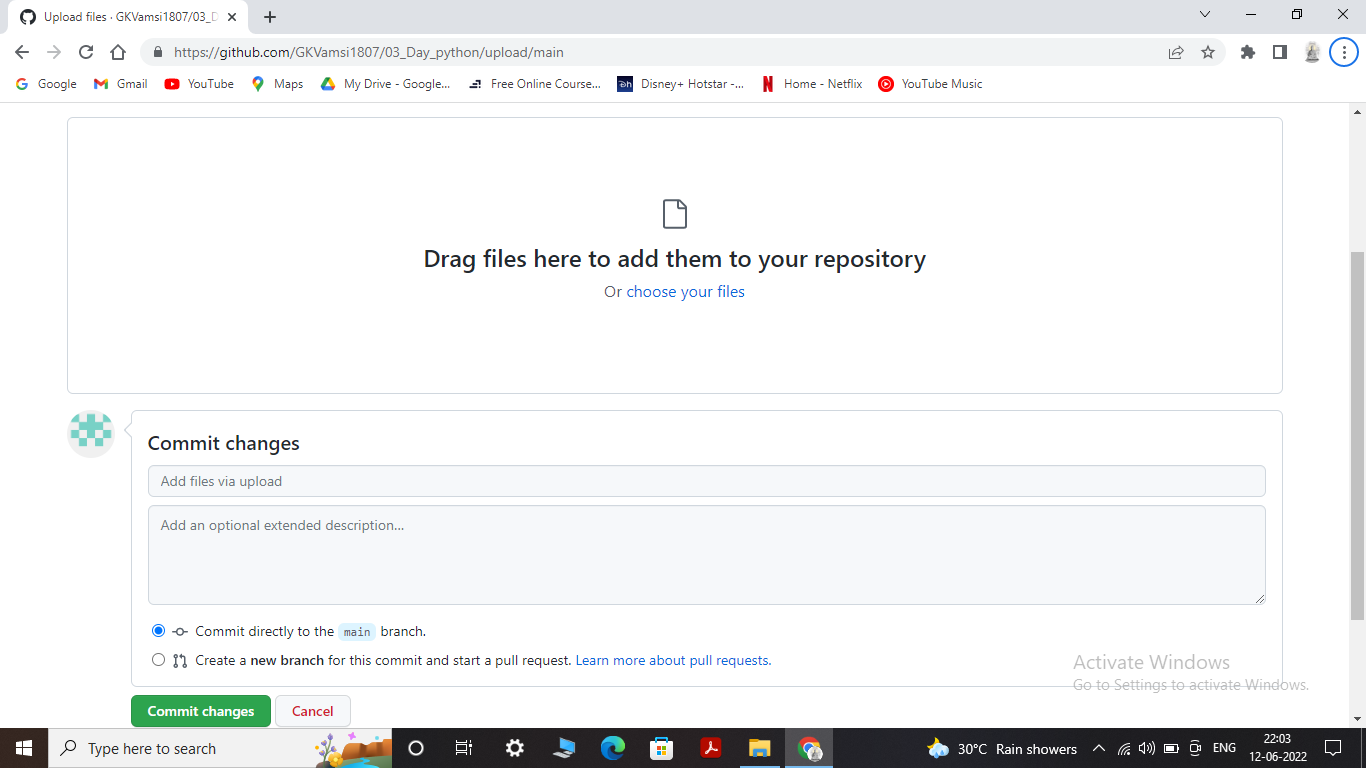 Upload files · GKVamsi1807/03_D
https://github.com/GKVamsi1807/03_Day_python/upload/main
Google Gmail YouTube Maps My Drive - Google... Free Online Course... Disney+ Hotstar -... Home - Netflix YouTube Music
Drag files here to add them to your repository
Or choose your files
Commit changes
Add files via upload
Add an optional extended description...
Commit directly to the main branch.
Create a new branch for this commit and start a pull request. Learn more about pull requests.
Activate Windows
Go to Settings to activate Windows.
Commit changes Cancel
Type here to search
30°C Rain showers
ENG
22:03
12-06-2022